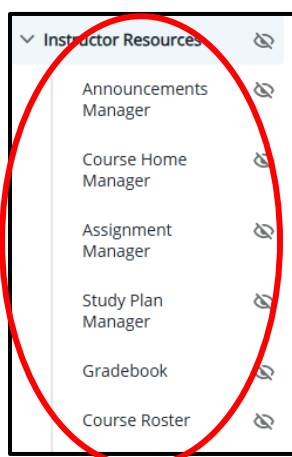 Instructor Resources
Announcements
Manager
Course Home
Manager
Assignment
Manager
Study Plan
Manager
Gradebook
Course Roster